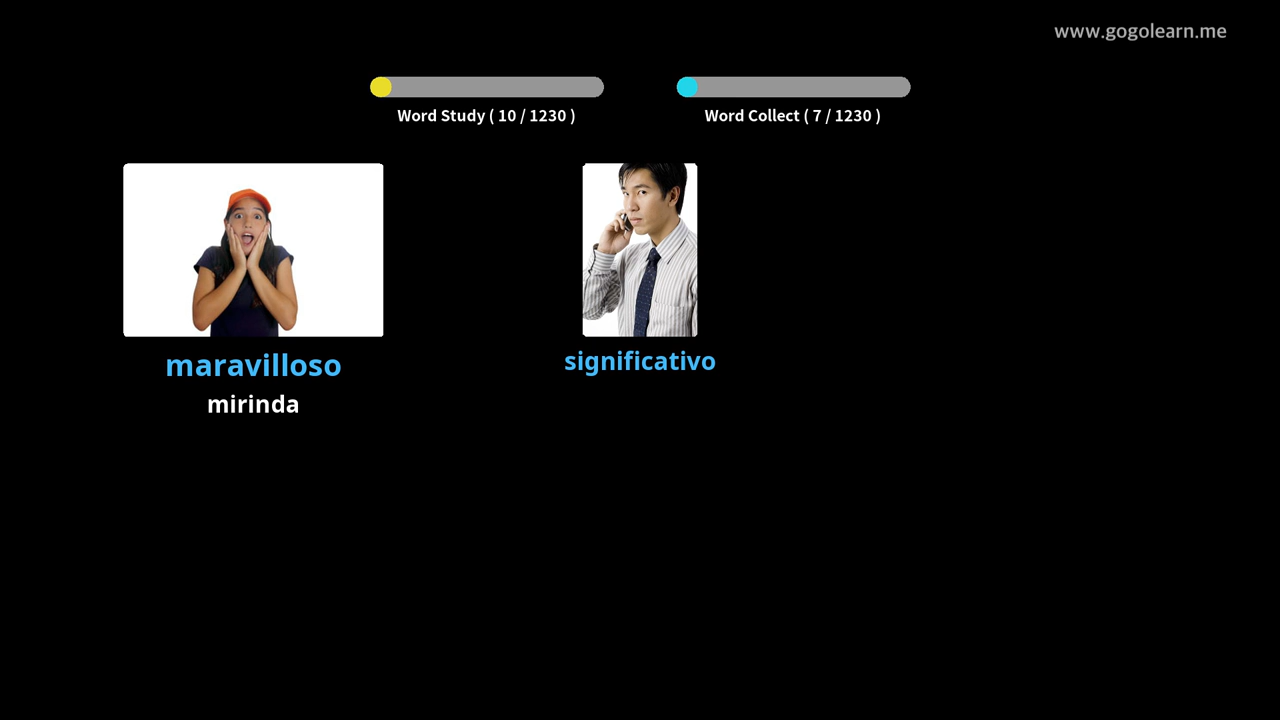 www.gogolearn.me
Word Study ( 10 / 1230 )
Word Collect ( 7 / 1230 )
maravilloso
mirinda
significativo